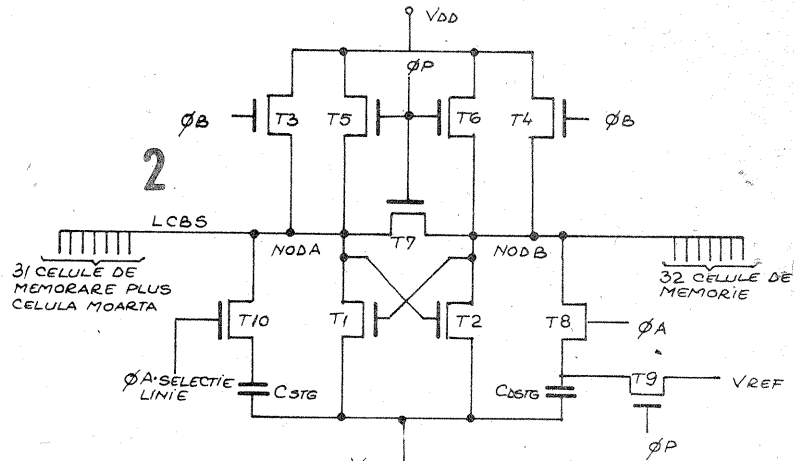 VDD
ØP
ØB
T3
T5
T6
T4
ØB
2
LCBS
NODA
T7
NODB
31 CELULE DE
MEMORARE PLUS
CELULA MOARTA
32 CELULE DE
MEMORIE
T10
T1
T2
T8
ØA
ØA·SELECTIE
LINIE
CSTG
CDSTG
T9
VREF
ØP